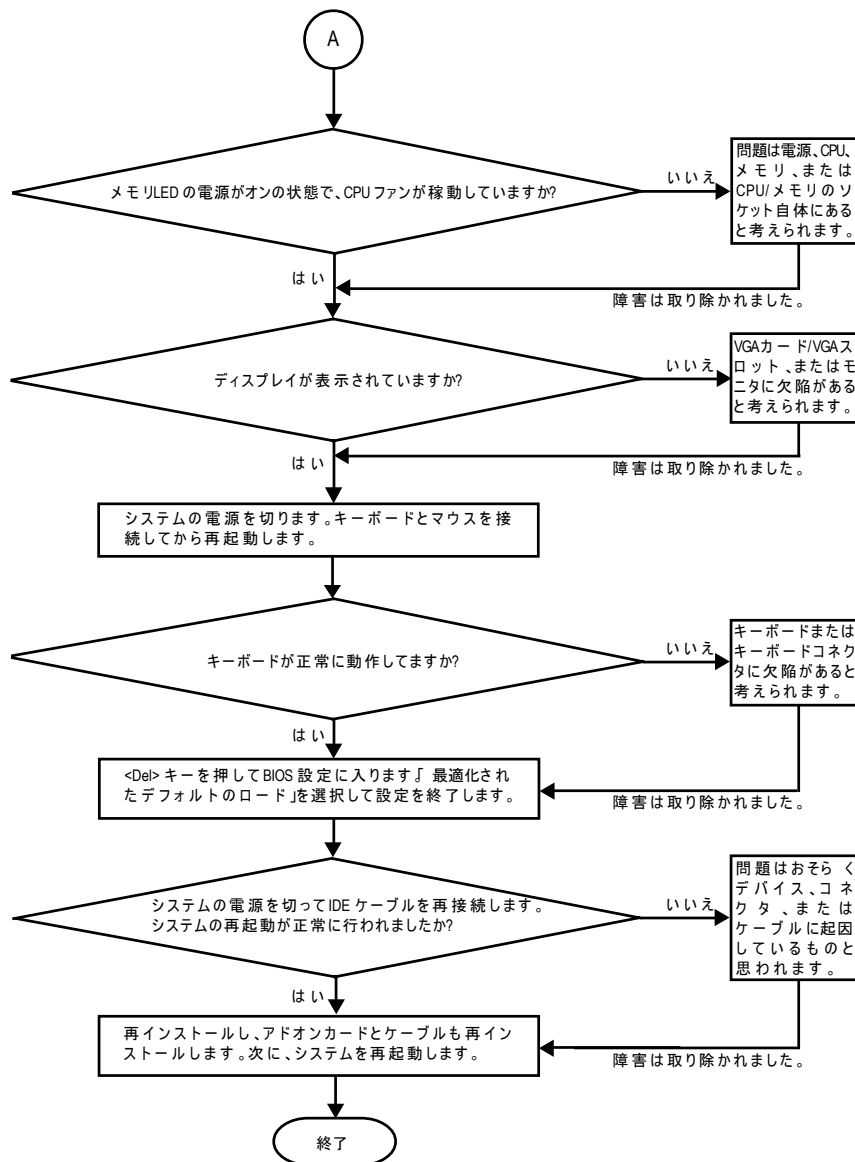 A
メモリLEDの電源がオンの状態で、CPUファンが稼動していますか?
いいえ
問題は電源、CPU、
メモリ、または
CPU/メモリのソ
ケット自体にある
と考えられます。
はい
障害は取り除かれました。
ディスプレイが表示されていますか?
いいえ
VGAカード/VGAス
ロット、またはモ
ニタに欠陥がある
と考えられます。
はい
障害は取り除かれました。
システムの電源を切ります。キーボードとマウスを接
続してから再起動します。
キーボードが正常に動作してますか?
いいえ
キーボードまたは
キーボードコネク
タに欠陥があると
考えられます。
はい
<Del>キーを押してBIOS設定に入ります。「最適化され
たデフォルトのロード」を選択して設定を終了します。
障害は取り除かれました。
システムの電源を切ってIDEケーブルを再接続します。
システムの再起動が正常に行われましたか?
いいえ
問題はおそらく
デバイス、コネ
クタ、または
ケーブルに起因
しているものと
思われます。
はい
再インストールし、アドオンカードとケーブルも再イン
ストールします。次に、システムを再起動します。
障害は取り除かれました。
終了